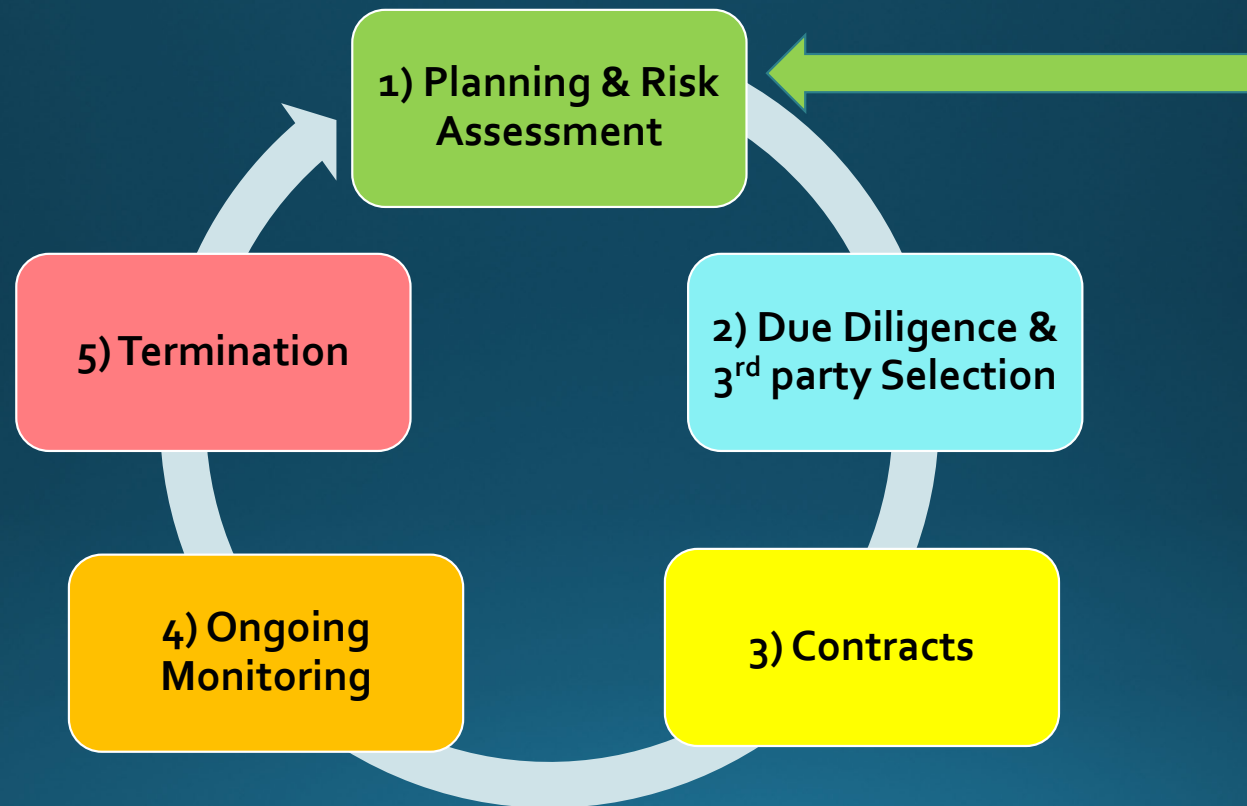 1) Planning & Risk
Assessment
2) Due Diligence &
3rd party Selection
3) Contracts
4) Ongoing
Monitoring
5) Termination